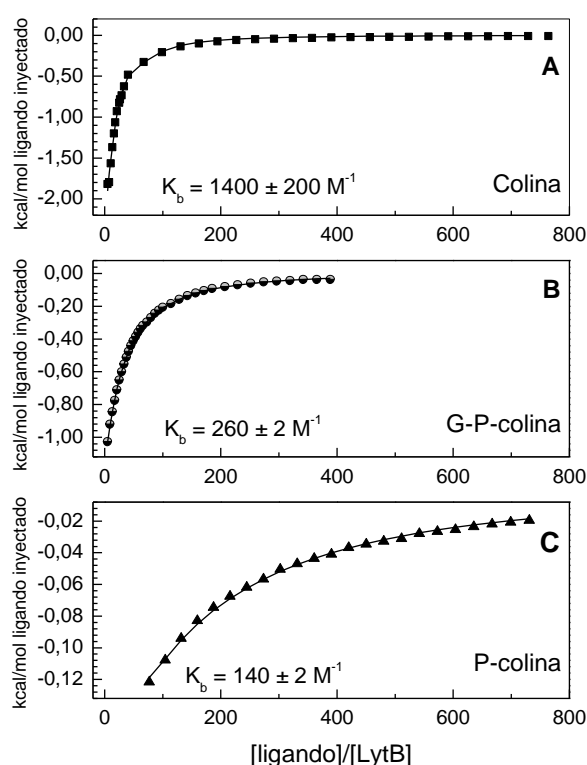 kcal/mol ligando inyectado
0,00
-0,50
-1,00
-1,50
-2,00
A
K_b = 1400 ± 200 M⁻¹
Colina
0 200 400 600 800
kcal/mol ligando inyectado
0,00
-0,20
-0,40
-0,60
-0,80
-1,00
B
K_b = 260 ± 2 M⁻¹
G-P-colina
0 200 400 600 800
kcal/mol ligando inyectado
-0,02
-0,04
-0,06
-0,08
-0,10
-0,12
C
K_b = 140 ± 2 M⁻¹
P-colina
0 200 400 600 800
[ligando]/[LytB]